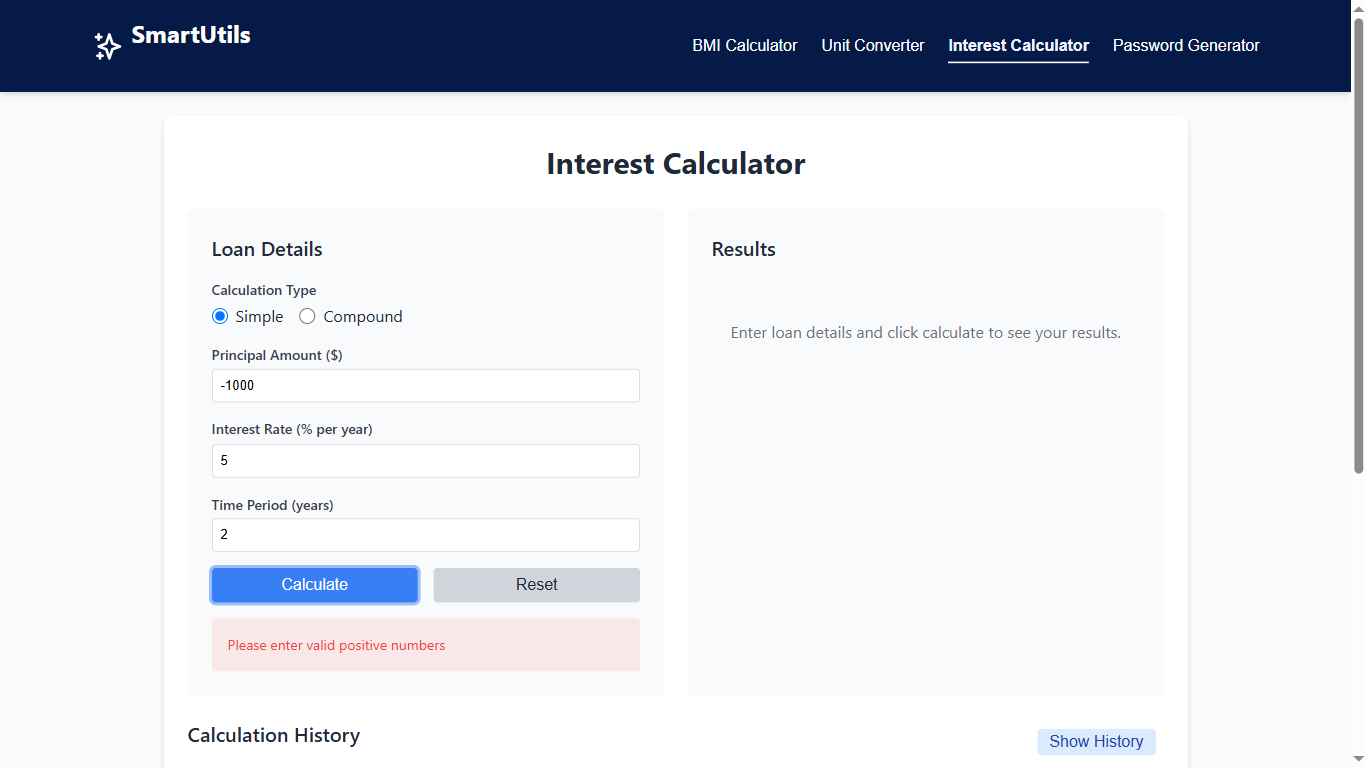 SmartUtils
BMI Calculator Unit Converter Interest Calculator Password Generator
Interest Calculator
Loan Details
Calculation Type
Simple Compound
Principal Amount ($)
-1000
Interest Rate (% per year)
5
Time Period (years)
2
Calculate Reset
Please enter valid positive numbers
Results
Enter loan details and click calculate to see your results.
Calculation History
Show History